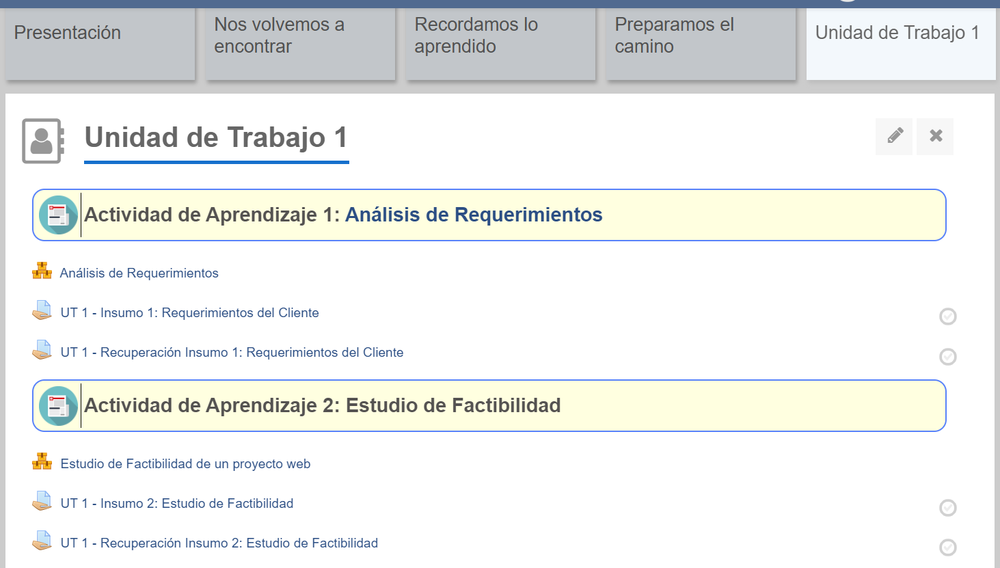 Presentación
Nos volvemos a
encontrar
Recordamos lo
aprendido
Preparamos el
camino
Unidad de Trabajo 1
Unidad de Trabajo 1
Actividad de Aprendizaje 1: Análisis de Requerimientos
Análisis de Requerimientos
UT 1 - Insumo 1: Requerimientos del Cliente
UT 1 - Recuperación Insumo 1: Requerimientos del Cliente
Actividad de Aprendizaje 2: Estudio de Factibilidad
Estudio de Factibilidad de un proyecto web
UT 1 - Insumo 2: Estudio de Factibilidad
UT 1 - Recuperación Insumo 2: Estudio de Factibilidad